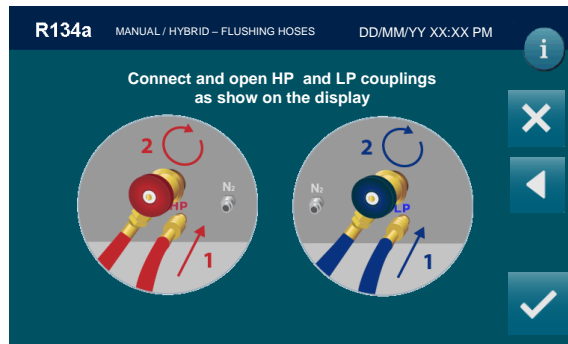 R134a
MANUAL / HYBRID – FLUSHING HOSES
DD/MM/YY XX:XX PM
i
Connect and open HP and LP couplings
as show on the display
2
N2
HP
1
2
N2
LP
1